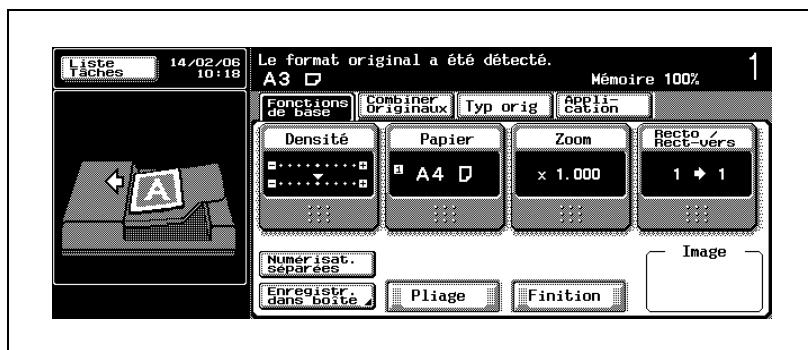 Liste
Tâches
14/02/06
10:18
Le format original a été détecté.
A3
Mémoire 100%
1
Fonctions
de base
Combiner
Originaux
Typ orig
Appli-
cation
Densité
Papier
Zoom
Recto /
Rect-vers
1 A4
× 1.000
1 → 1
A
Numérisat.
séparées
Enregistr.
dans boîte
Pliage
Finition
Image